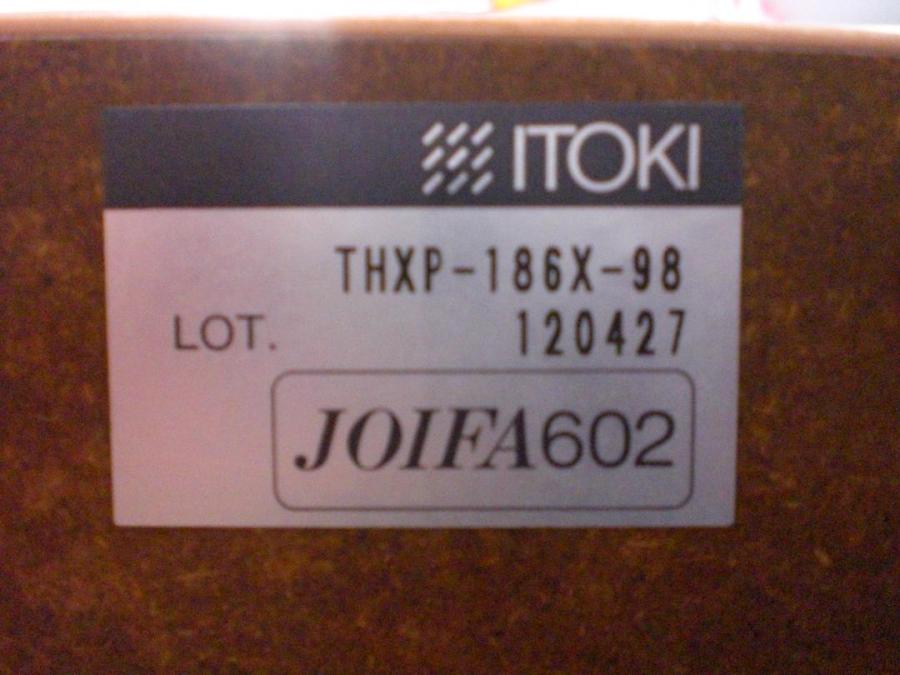 ITOKI
THXP-186X-98
LOT. 120427
JOIFA602